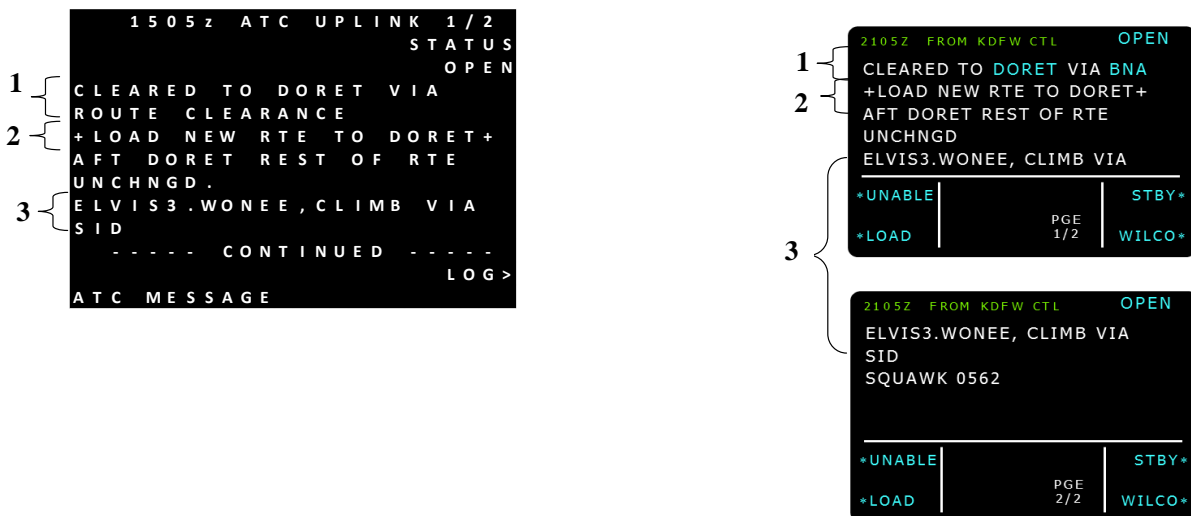 1505z ATC UPLINK 1/2
STATUS
OPEN
1
CLEARED TO DORET VIA
ROUTE CLEARANCE
2
+LOAD NEW RTE TO DORET+
AFT DORET REST OF RTE
UNCHNGD.
3
ELVIS3.WONEE,CLIMB VIA
SID
----- CONTINUED -----
LOG>
ATC MESSAGE
2105Z FROM KDFW CTL OPEN
1
CLEARED TO DORET VIA BNA
2
+LOAD NEW RTE TO DORET+
AFT DORET REST OF RTE
UNCHNGD
ELVIS3.WONEE, CLIMB VIA
*UNABLE STBY*
PGE
1/2
*LOAD WILCO*
3
2105Z FROM KDFW CTL OPEN
ELVIS3.WONEE, CLIMB VIA
SID
SQUAWK 0562
*UNABLE STBY*
PGE
2/2
*LOAD WILCO*